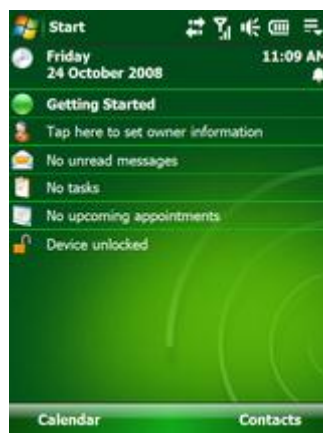 Start
Friday
11:09 AM
24 October 2008
Getting Started
Tap here to set owner information
No unread messages
No tasks
No upcoming appointments
Device unlocked
Calendar
Contacts